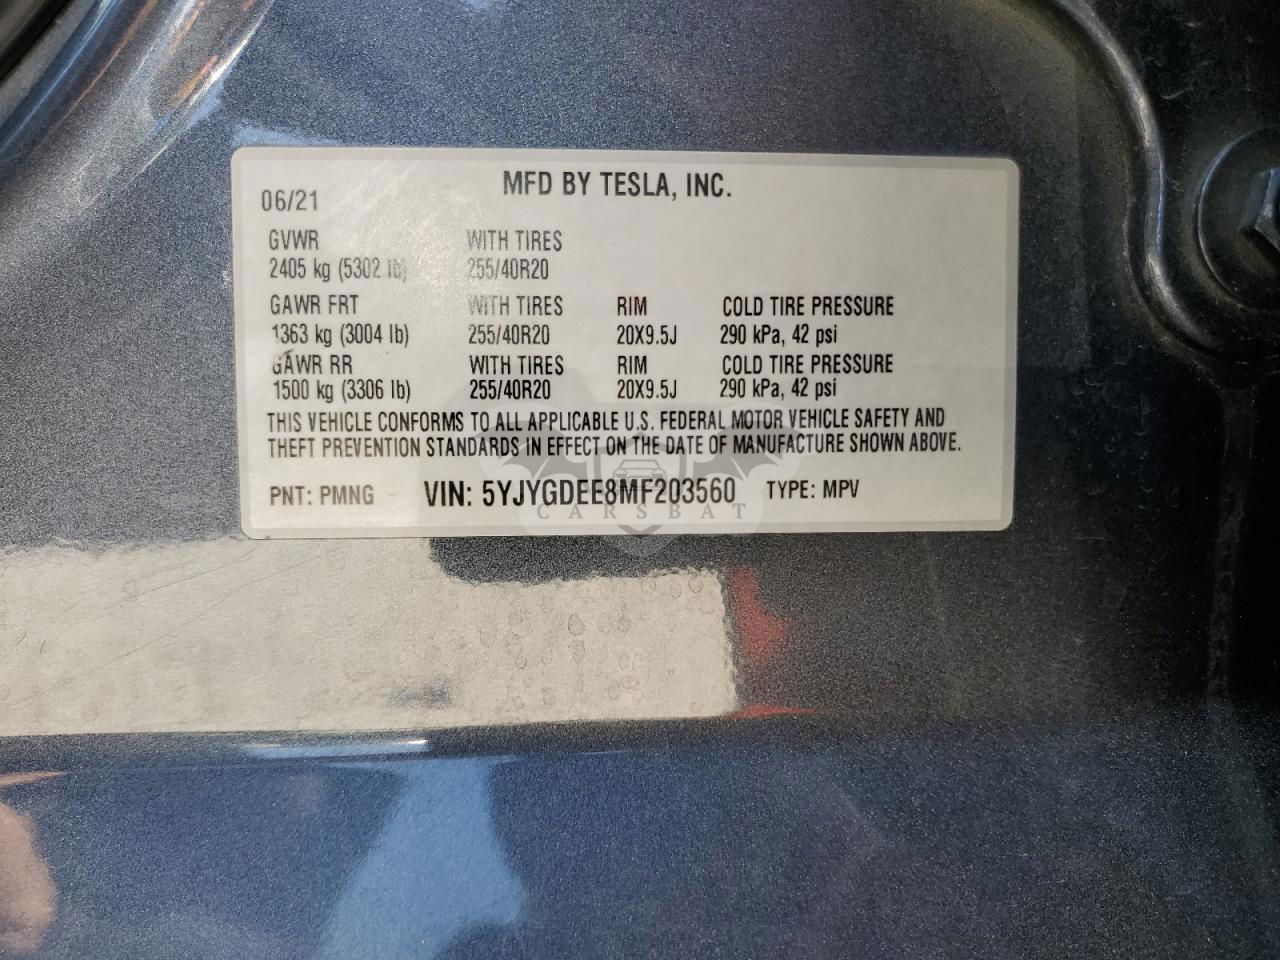 MFD BY TESLA, INC.
06/21
GVWR WITH TIRES
2405 kg (5302 lb) 255/40R20
GAWR FRT WITH TIRES RIM COLD TIRE PRESSURE
1363 kg (3004 lb) 255/40R20 20X9.5J 290 kPa, 42 psi
GAWR RR WITH TIRES RIM COLD TIRE PRESSURE
1500 kg (3306 lb) 255/40R20 20X9.5J 290 kPa, 42 psi
THIS VEHICLE CONFORMS TO ALL APPLICABLE U.S. FEDERAL MOTOR VEHICLE SAFETY AND
THEFT PREVENTION STANDARDS IN EFFECT ON THE DATE OF MANUFACTURE SHOWN ABOVE.
PNT: PMNG VIN: 5YJYGDEE8MF203560 TYPE: MPV
CARSBAT